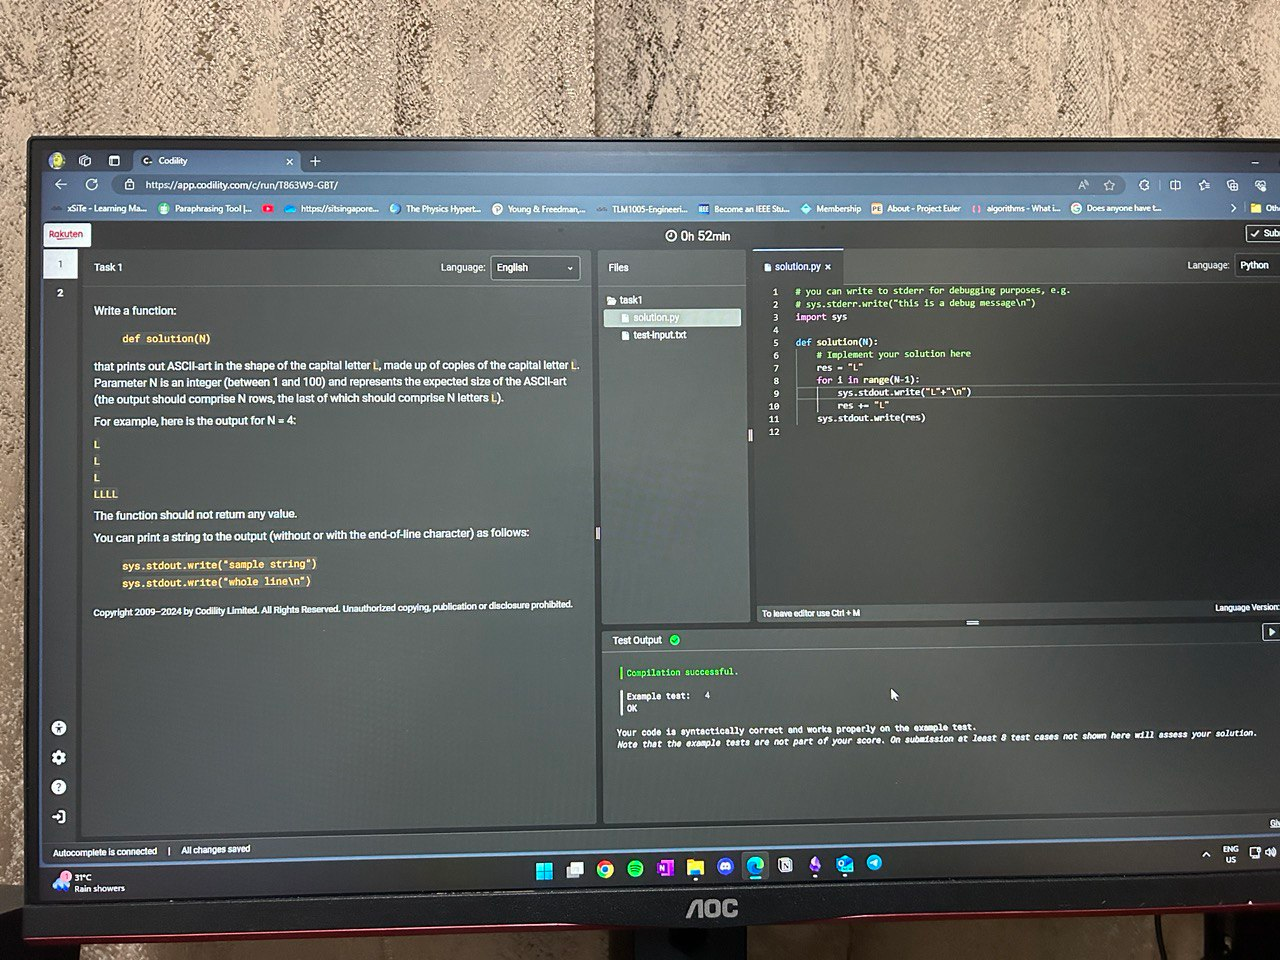 Codility
https://app.codility.com/c/run/T863W9-GBT/
xSiTe - Learning Ma...
Paraphrasing Tool |...
https://sitsingapore...
The Physics Hypert...
Young & Freedman,...
TLM1005-Engineeri...
IEEE Become an IEEE Stu...
Membership
PE About - Project Euler
algorithms - What i...
Does anyone have t...
Oth
Rakuten
0h 52min
Sub
1
2
Task 1
Language: English
Write a function:
def solution(N)
that prints out ASCII-art in the shape of the capital letter L, made up of copies of the capital letter L.
Parameter N is an integer (between 1 and 100) and represents the expected size of the ASCII-art
(the output should comprise N rows, the last of which should comprise N letters L).
For example, here is the output for N = 4:
L
L
L
LLLL
The function should not return any value.
You can print a string to the output (without or with the end-of-line character) as follows:
sys.stdout.write("sample string")
sys.stdout.write("whole line\n")
Copyright 2009–2024 by Codility Limited. All Rights Reserved. Unauthorized copying, publication or disclosure prohibited.
Files
task1
solution.py
test-input.txt
solution.py
Language: Python
1 # you can write to stderr for debugging purposes, e.g.
2 # sys.stderr.write("this is a debug message\n")
3 import sys
4
5 def solution(N):
6 # Implement your solution here
7 res = "L"
8 for i in range(N-1):
9 sys.stdout.write("L"+"\n")
10 res += "L"
11 sys.stdout.write(res)
12
To leave editor use Ctrl + M
Language Version:
Test Output
Compilation successful.
Example test: 4
OK
Your code is syntactically correct and works properly on the example test.
Note that the example tests are not part of your score. On submission at least 8 test cases not shown here will assess your solution.
Autocomplete is connected | All changes saved
31°C
Rain showers
ENG
US
AOC